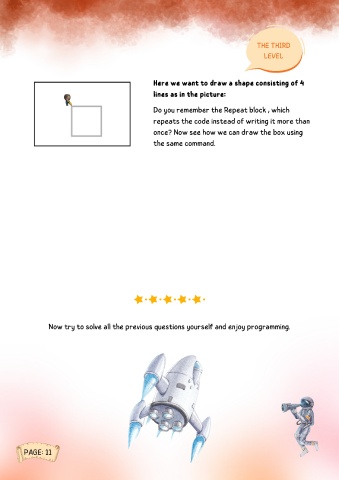 THE THIRD
LEVEL
Here we want to draw a shape consisting of 4
lines as in the picture:
Do you remember the Repeat block , which
repeats the code instead of writing it more than
once? Now see how we can draw the box using
the same command.
Now try to solve all the previous questions yourself and enjoy programming.
PAGE: 11